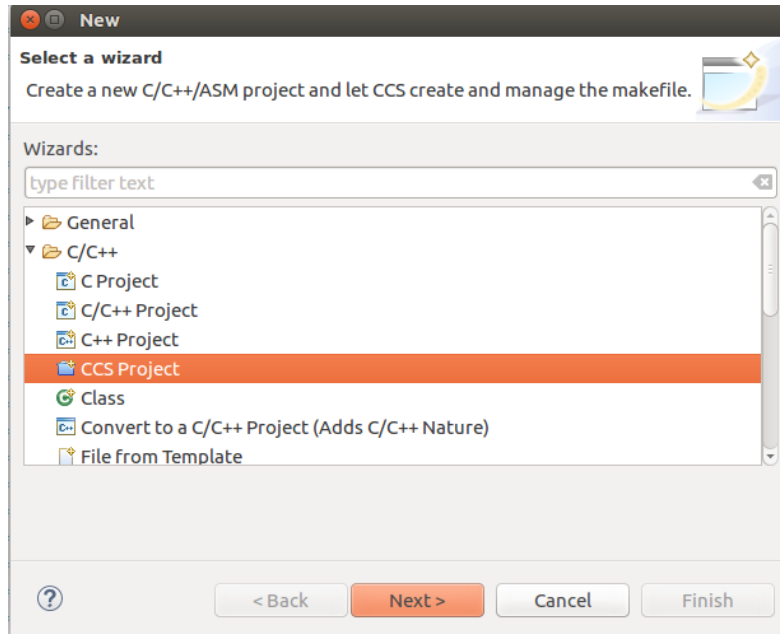 New
Select a wizard
Create a new C/C++/ASM project and let CCS create and manage the makefile.
Wizards:
type filter text
General
C/C++
C Project
C/C++ Project
C++ Project
CCS Project
Class
Convert to a C/C++ Project (Adds C/C++ Nature)
File from Template
< Back Next > Cancel Finish